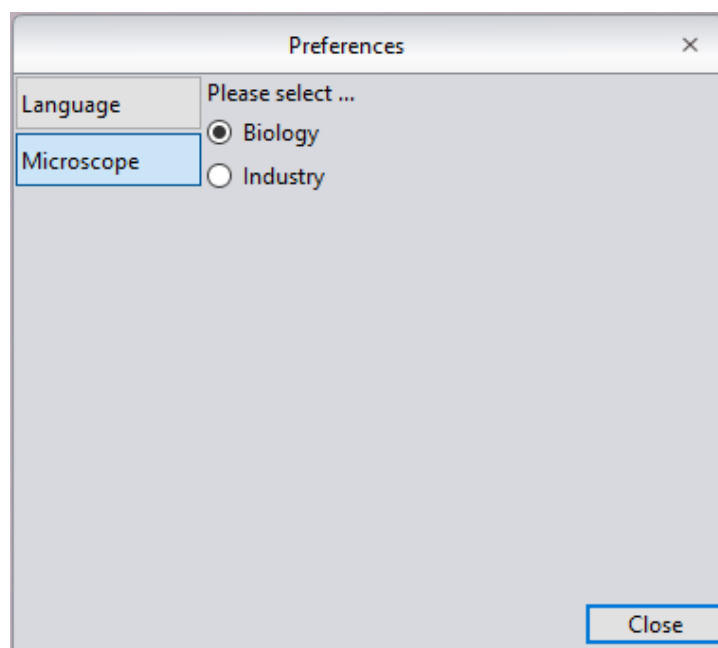 Preferences
Language
Microscope
Please select ...
Biology
Industry
Close